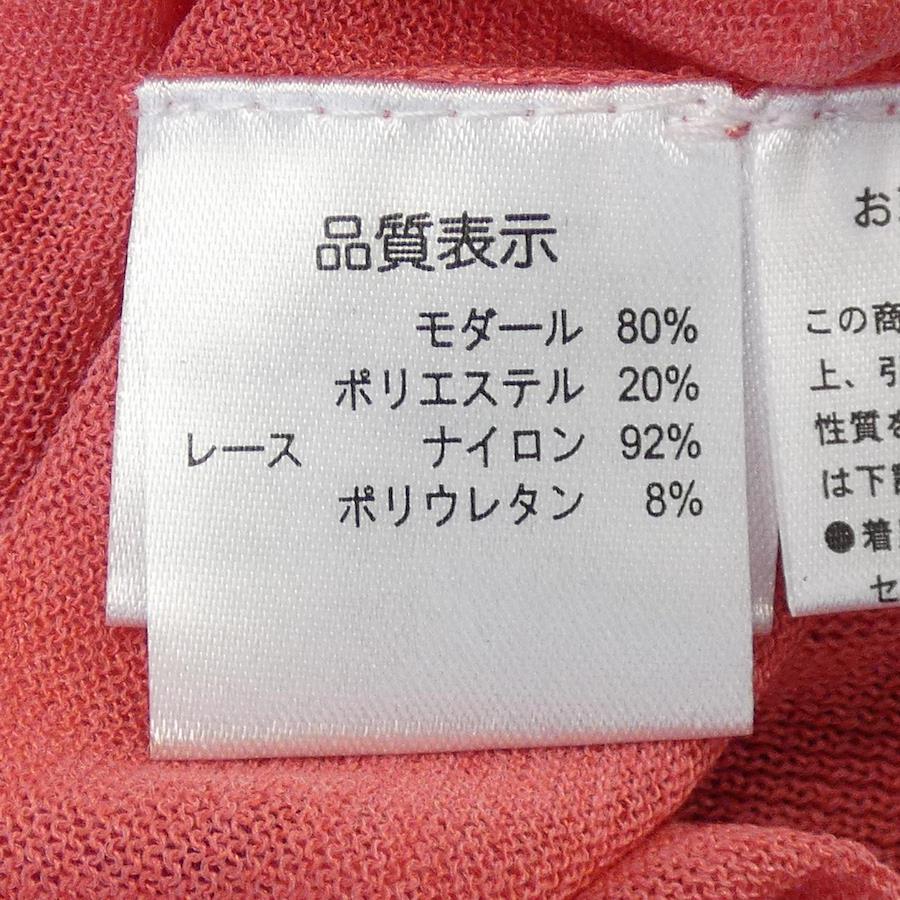 品質表示
モダール 80%
ポリエステル 20%
レース ナイロン 92%
ポリウレタン 8%
お
この商
上、引
性質を
は下
●着
セ